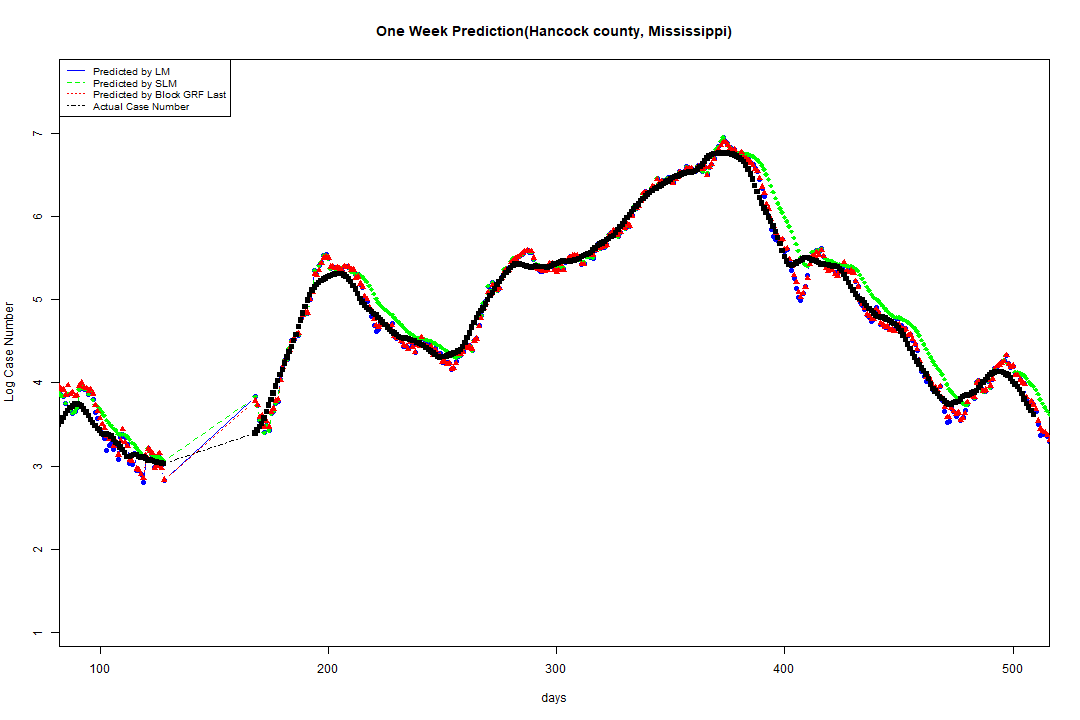 One Week Prediction(Hancock county, Mississippi)
Predicted by LM
Predicted by SLM
Predicted by Block GRF Last
Actual Case Number
7
6
5
4
3
2
1
Log Case Number
100 200 300 400 500
days